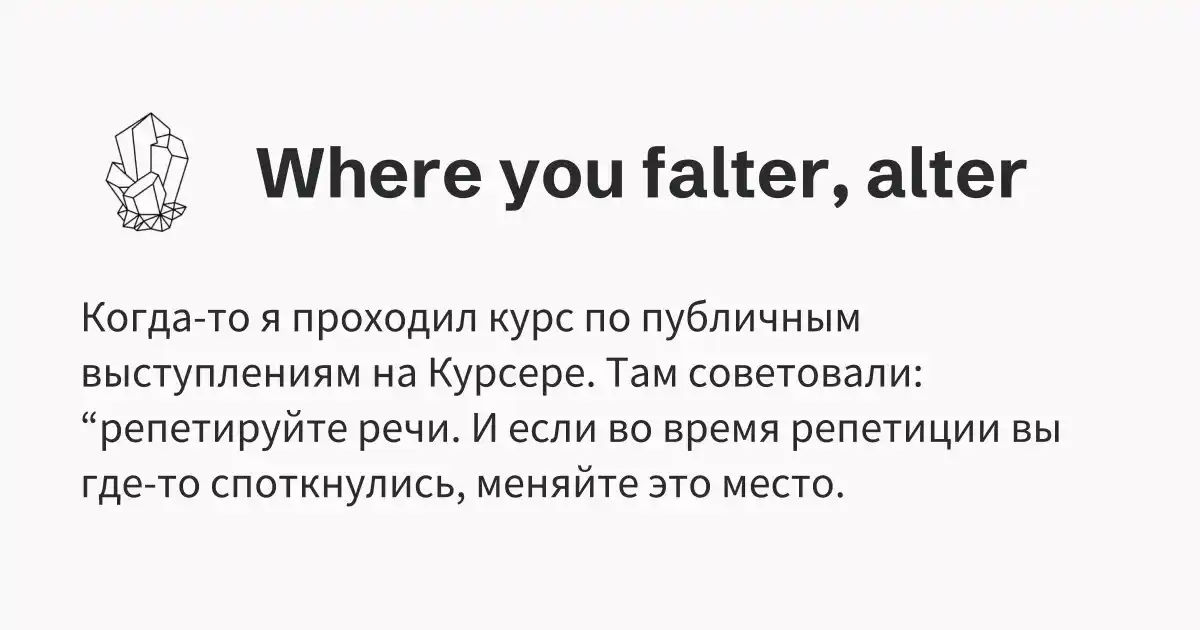 Where you falter, alter
Когда-то я проходил курс по публичным
выступлениям на Курсере. Там советовали:
“репетируйте речи. И если во время репетиции вы
где-то споткнулись, меняйте это место.